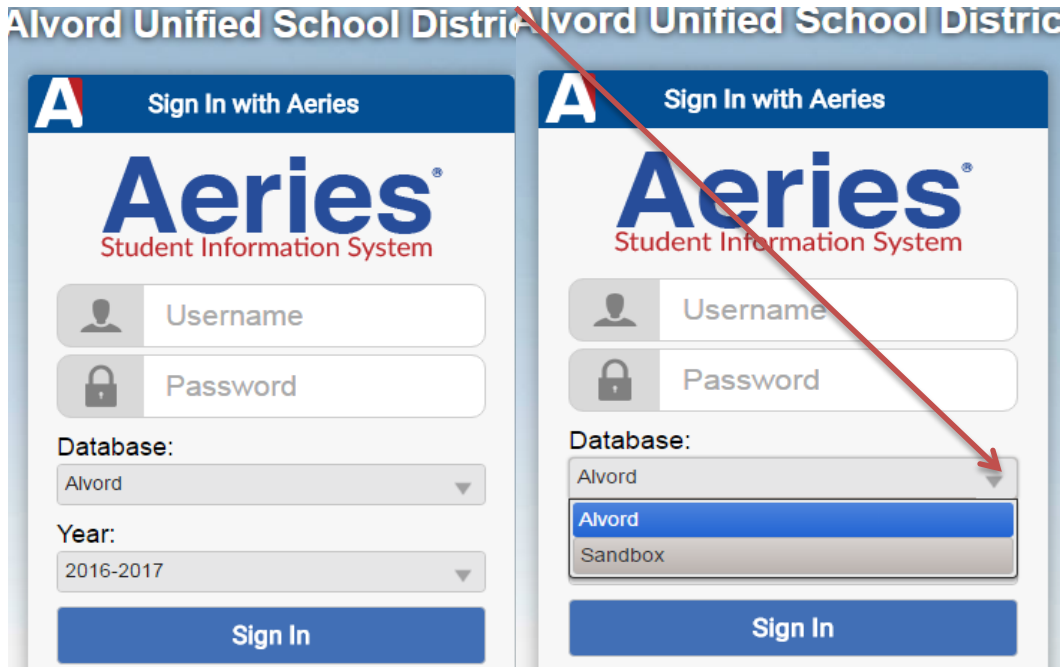 Alvord Unified School Distric
Sign In with Aeries
A
Aeries®
Student Information System
Username
Password
Database:
Alvord
Year:
2016-2017
Sign In
Alvord Unified School Distric
Sign In with Aeries
A
Aeries®
Student Information System
Username
Password
Database:
Alvord
Alvord
Sandbox
Sign In